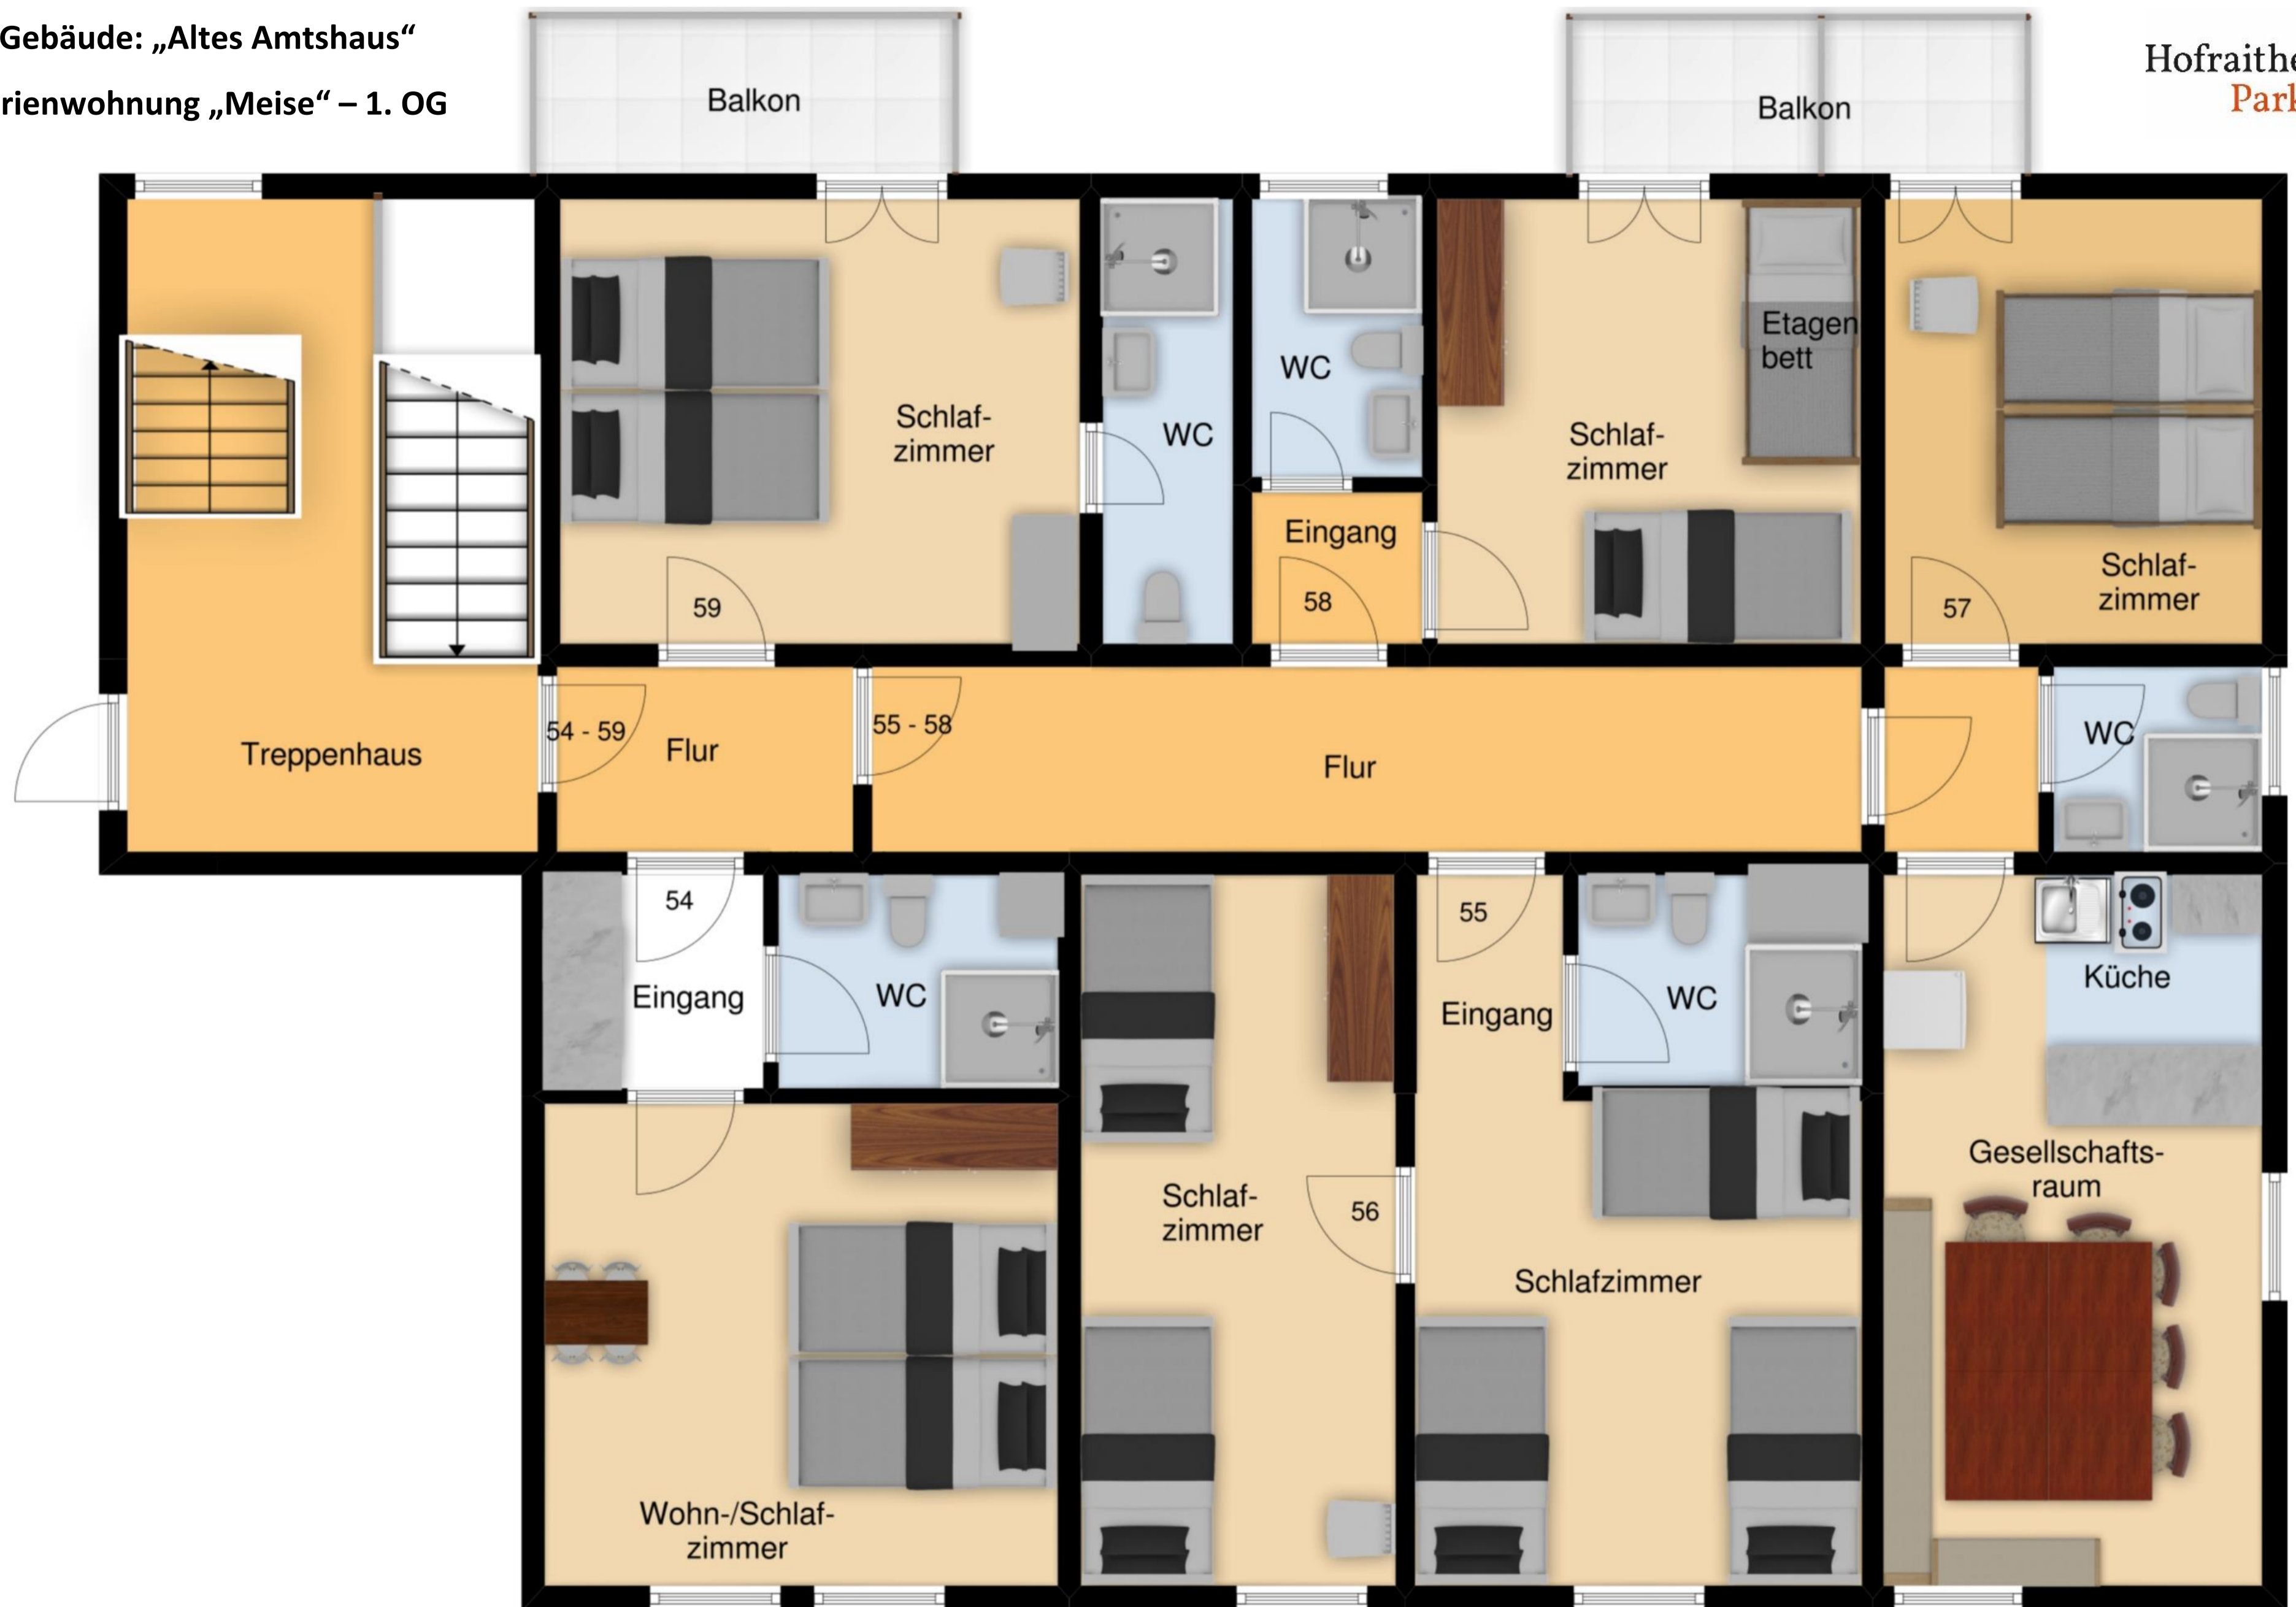 Gebäude: „Altes Amtshaus“
rienwohnung „Meise“ – 1. OG
Hofraithe
Park
Balkon
Balkon
Schlaf-
zimmer
59
WC
WC
Eingang
58
Etagen
bett
Schlaf-
zimmer
Schlaf-
zimmer
57
Treppenhaus
54 - 59
Flur
55 - 58
Flur
WC
54
Eingang
WC
55
Eingang
WC
Küche
Schlaf-
zimmer
56
Schlafzimmer
Gesellschafts-
raum
Wohn-/Schlaf-
zimmer